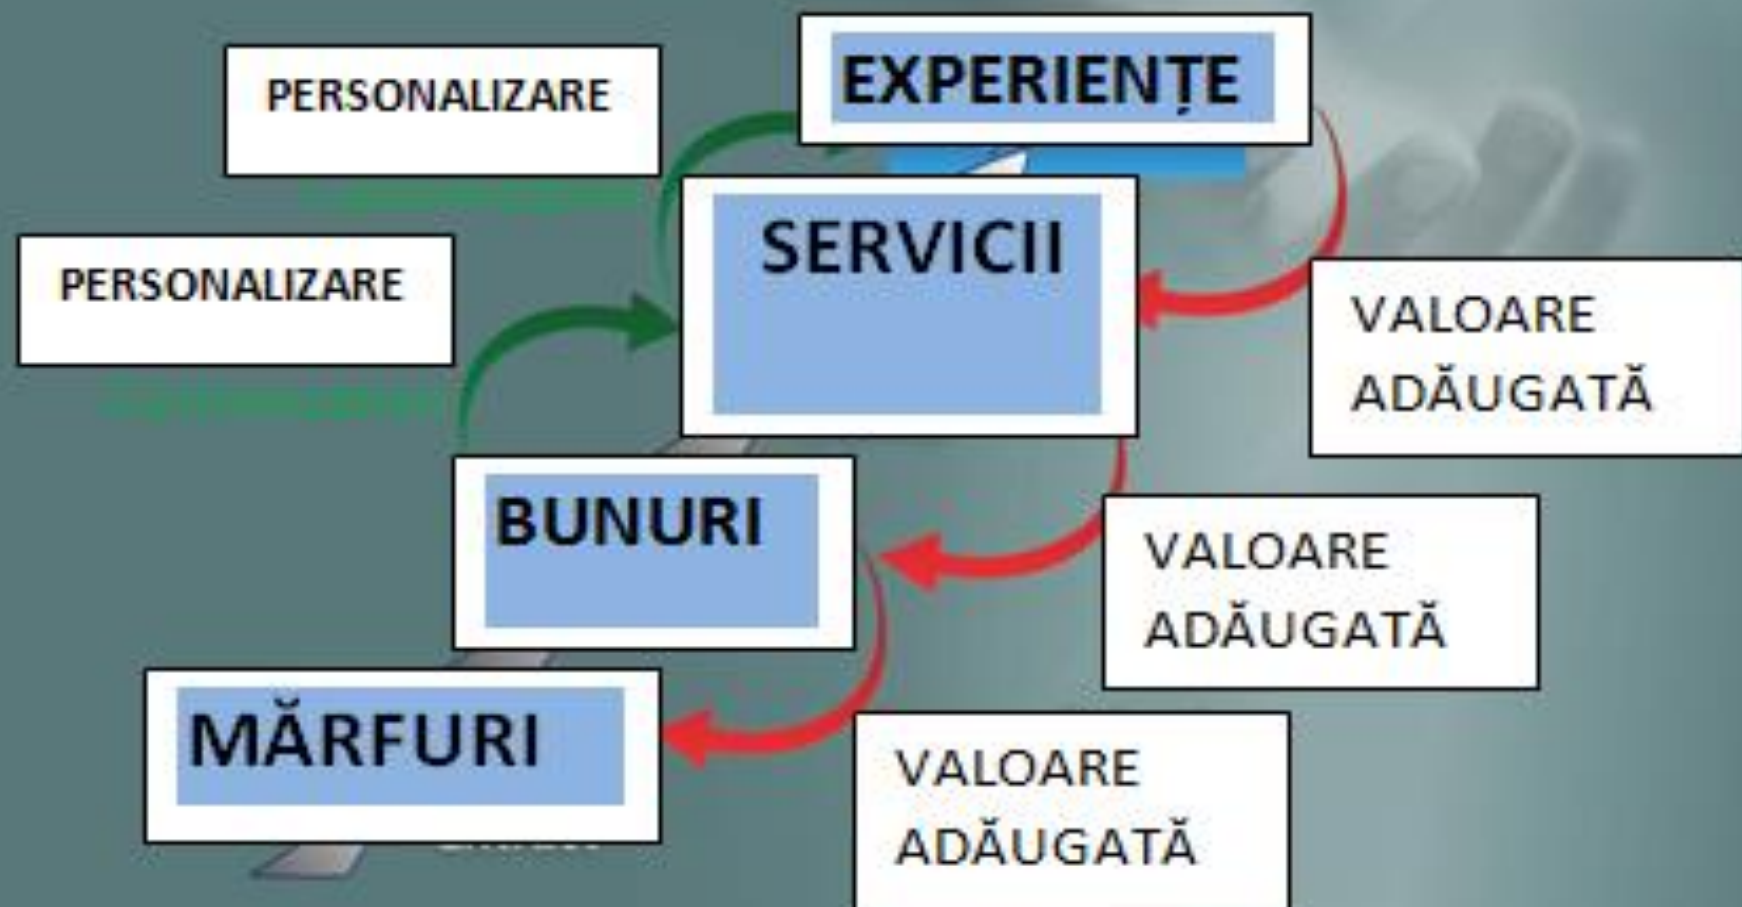 EXPERIENȚE
PERSONALIZARE
SERVICII
PERSONALIZARE
VALOARE
ADĂUGATĂ
BUNURI
VALOARE
ADĂUGATĂ
MĂRFURI
VALOARE
ADĂUGATĂ